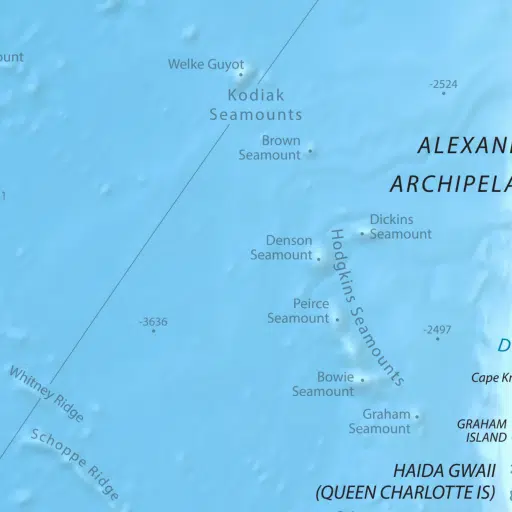 Welke Guyot
Kodiak
Seamounts
-2524
Brown
Seamount
ALEXAN
ARCHIPELA
1
Dickins
Seamount
Denson
Seamount
Hodgkins Seamounts
Peirce
Seamount
-3636
-2497
D
Whitney Ridge
Bowie
Seamount
Cape Kn
Graham
Seamount
GRAHAM
ISLAND
Schoppe Ridge
HAIDA GWAII
(QUEEN CHARLOTTE IS)